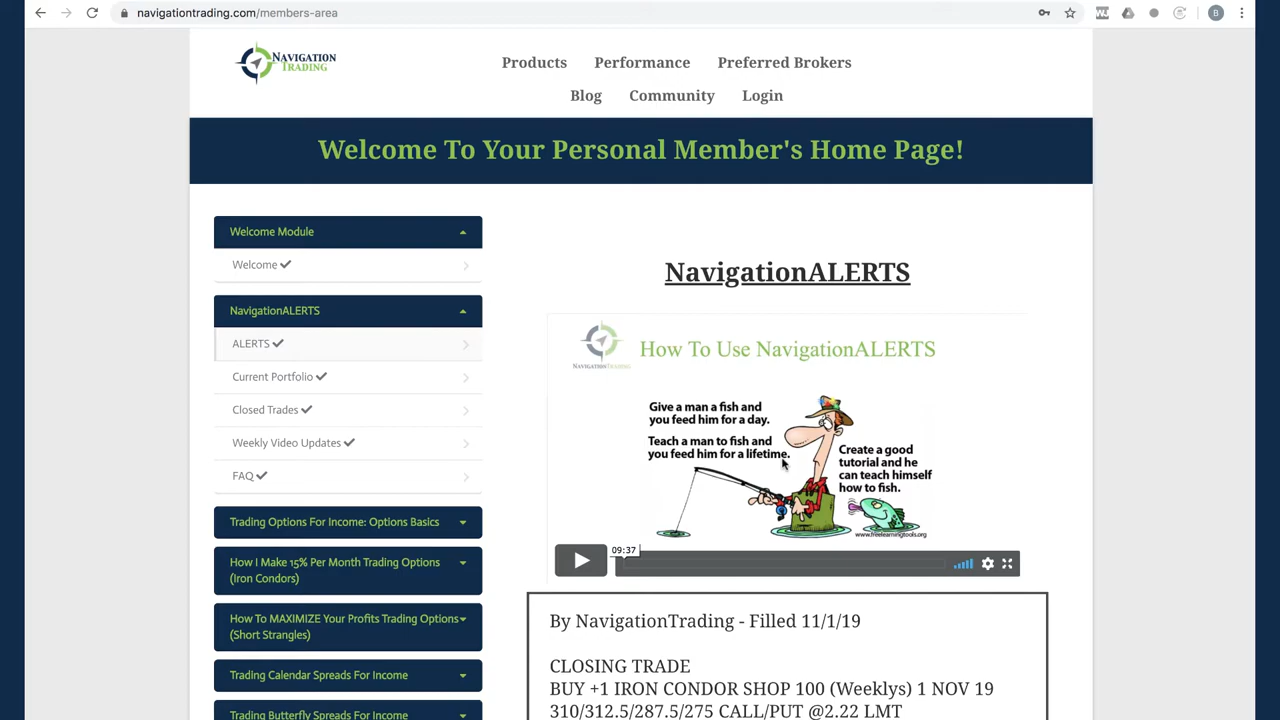 navigationtrading.com/members-area
B
NAVIGATION
TRADING
Products Performance Preferred Brokers
Blog Community Login
Welcome To Your Personal Member's Home Page!
Welcome Module
Welcome
NavigationALERTS
ALERTS
Current Portfolio
Closed Trades
Weekly Video Updates
FAQ
Trading Options For Income: Options Basics
How I Make 15% Per Month Trading Options
(Iron Condors)
How To MAXIMIZE Your Profits Trading Options
(Short Strangles)
Trading Calendar Spreads For Income
Trading Butterfly Spreads For Income
NavigationALERTS
NAVIGATIONTRADING
How To Use NavigationALERTS
Give a man a fish and
you feed him for a day.
Teach a man to fish and
you feed him for a lifetime.
Create a good
tutorial and he
can teach himself
how to fish.
www.freelearningtools.org
09:37
By NavigationTrading - Filled 11/1/19
CLOSING TRADE
BUY +1 IRON CONDOR SHOP 100 (Weeklys) 1 NOV 19
310/312.5/287.5/275 CALL/PUT @2.22 LMT